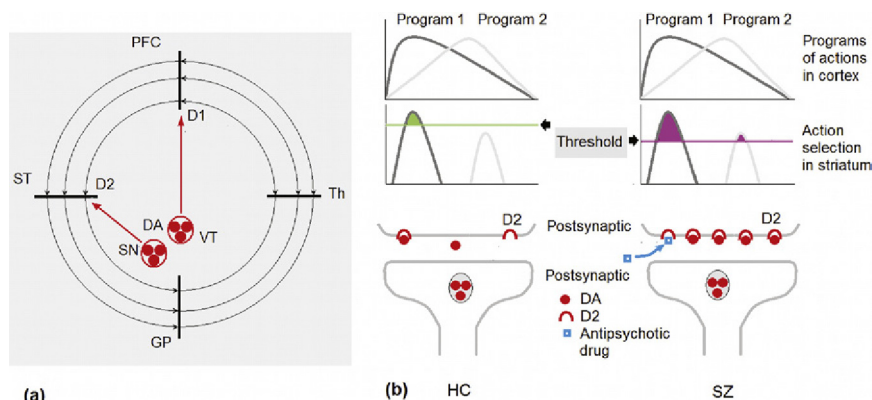 PFC
D1
ST
D2
Th
DA
VT
SN
GP
(a)
Program 1 Program 2
Program 1 Program 2
Programs
of actions
in cortex
Threshold
Action
selection
in striatum
D2
Postsynaptic
D2
Postsynaptic
DA
D2
Antipsychotic
drug
(b)
HC
SZ